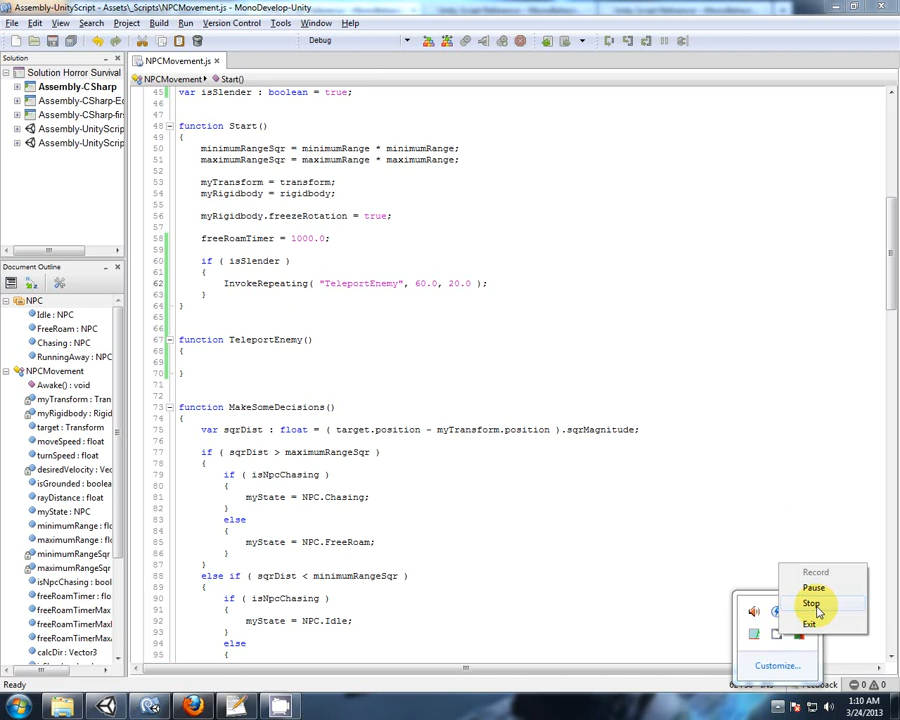 Assembly-UnityScript - Assets\_Scripts\NPCMovement.js - MonoDevelop-Unity
File Edit View Search Project Build Run Version Control Tools Window Help
Debug
Solution
NPCMovement.js
Solution Horror Survival
NPCMovement Start()
Assembly-CSharp
Assembly-CSharp-Ec
Assembly-CSharp-firs
Assembly-UnityScrip
Assembly-UnityScrip
45 var isSlender : boolean = true;
46
47
48 function Start()
49 {
50 minimumRangeSqr = minimumRange * minimumRange;
51 maximumRangeSqr = maximumRange * maximumRange;
52
53 myTransform = transform;
54 myRigidbody = rigidbody;
55
56 myRigidbody.freezeRotation = true;
57
58 freeRoamTimer = 1000.0;
59
60 if ( isSlender )
61 {
62 InvokeRepeating( "TeleportEnemy", 60.0, 20.0 );
63 }
64 }
65
66
67 function TeleportEnemy()
68 {
69
70 }
71
72
73 function MakeSomeDecisions()
74 {
75 var sqrDist : float = ( target.position - myTransform.position ).sqrMagnitude;
76
77 if ( sqrDist > maximumRangeSqr )
78 {
79 if ( isNpcChasing )
80 {
81 myState = NPC.Chasing;
82 }
83 else
84 {
85 myState = NPC.FreeRoam;
86 }
87 }
88 else if ( sqrDist < minimumRangeSqr )
89 {
90 if ( isNpcChasing )
91 {
92 myState = NPC.Idle;
93 }
94 else
95 {
Document Outline
NPC
Idle : NPC
FreeRoam : NPC
Chasing : NPC
RunningAway : NPC
NPCMovement
Awake() : void
myTransform : Tran
myRigidbody : Rigid
target : Transform
moveSpeed : float
turnSpeed : float
desiredVelocity : Vec
isGrounded : boolea
rayDistance : float
myState : NPC
minimumRange : flo
maximumRange : flo
minimumRangeSqr
maximumRangeSqr
isNpcChasing : bool
freeRoamTimer : flo
freeRoamTimerMax
freeRoamTimerMax
calcDir : Vector3
Record
Pause
Stop
Exit
Customize...
Ready
Feedback
0 0
1:10 AM
3/24/2013